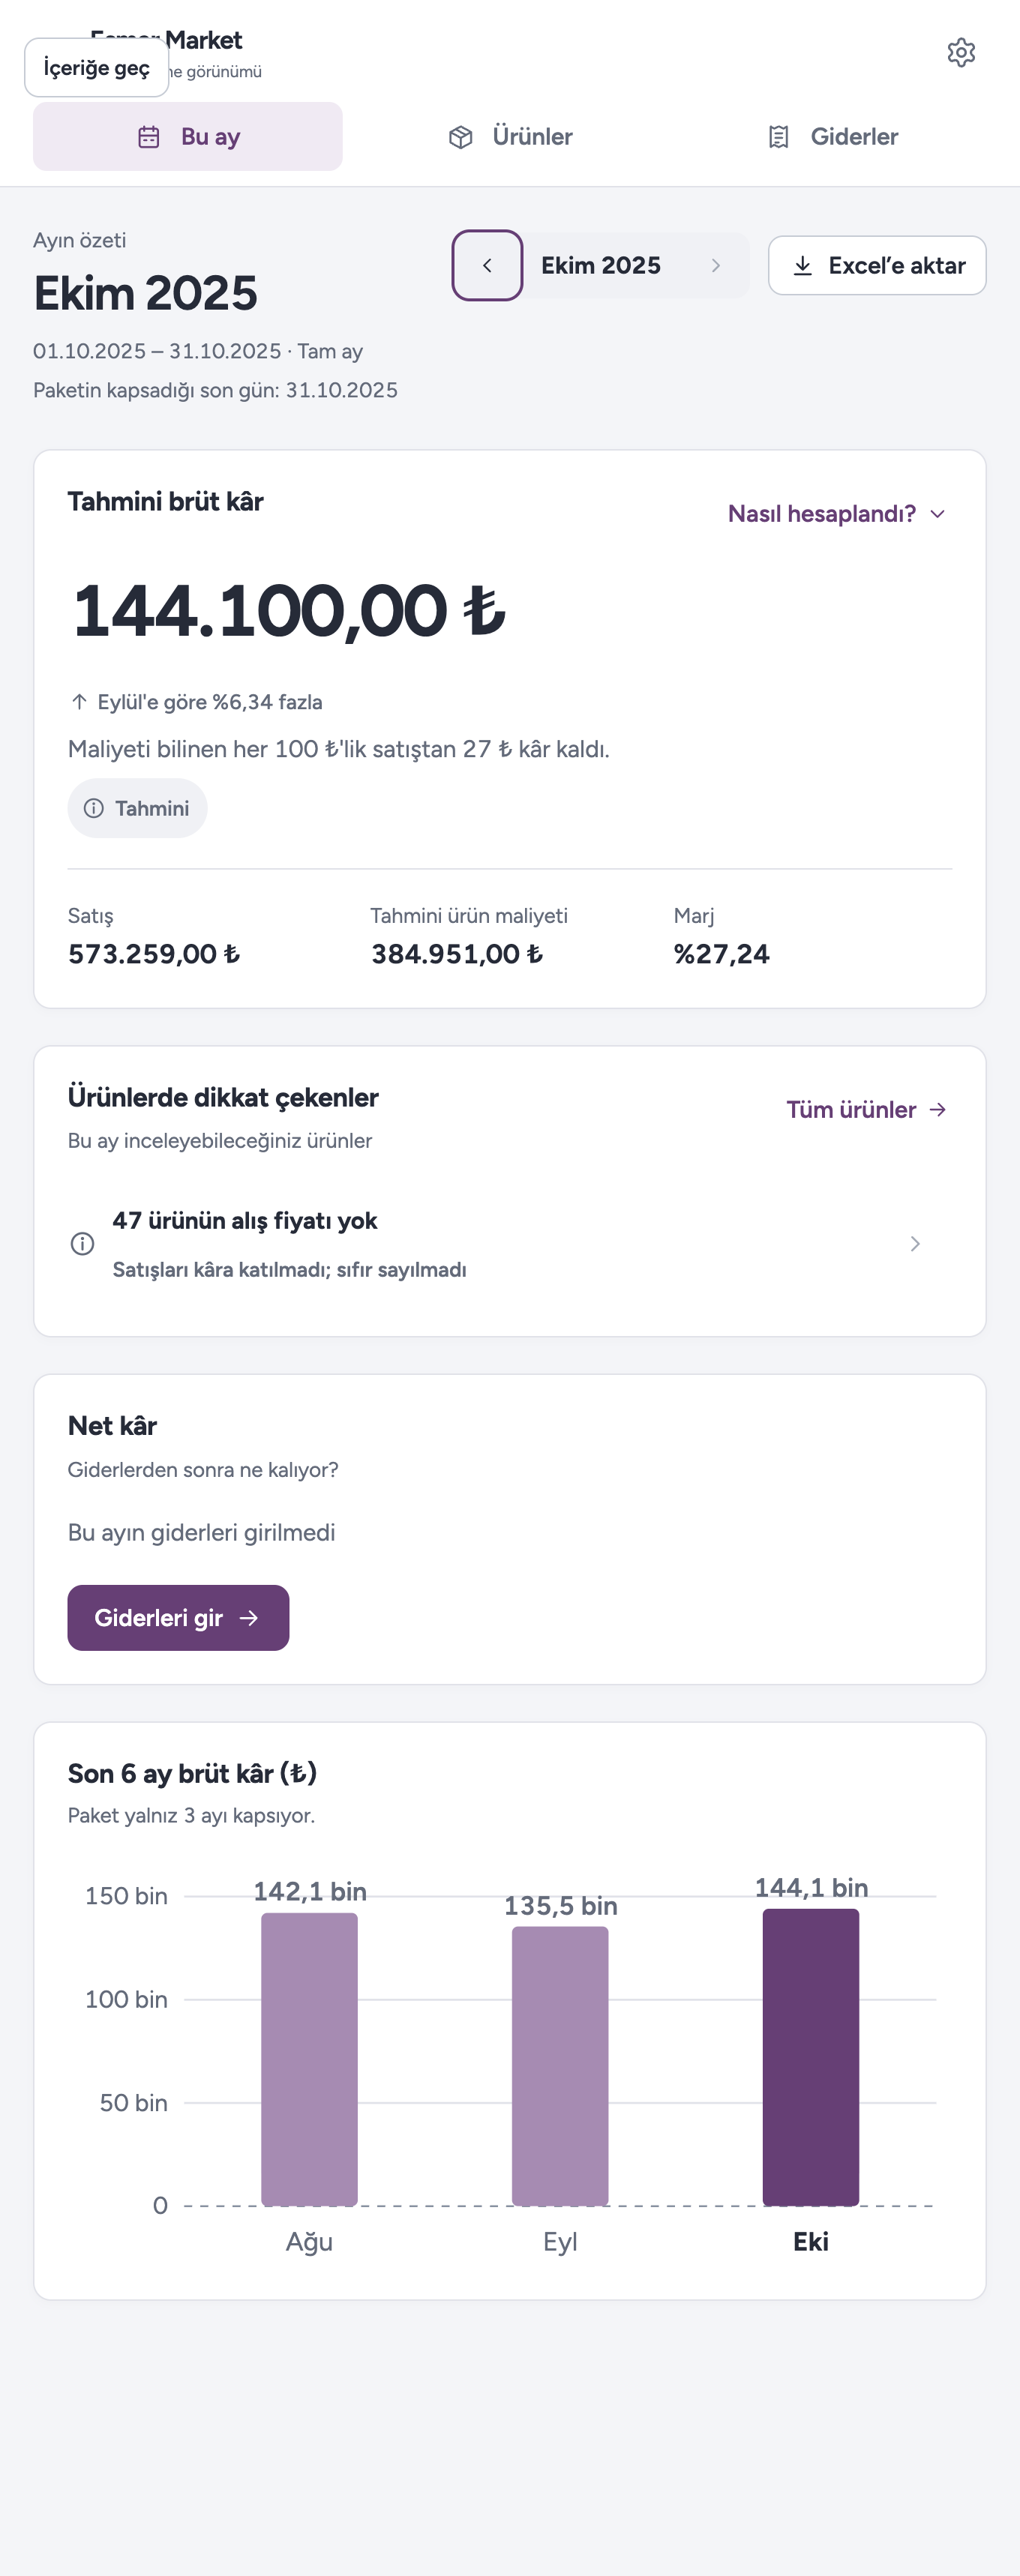 Market
İçeriğe geç
görünümü
Bu ay
Ürünler
Giderler
Ayın özeti
Ekim 2025
Ekim 2025
Excel’e aktar
01.10.2025 – 31.10.2025 · Tam ay
Paketin kapsadığı son gün: 31.10.2025
Tahmini brüt kâr
Nasıl hesaplandı?
144.100,00 ₺
Eylül'e göre %6,34 fazla
Maliyeti bilinen her 100 ₺'lik satıştan 27 ₺ kâr kaldı.
Tahmini
Satış
Tahmini ürün maliyeti
Marj
573.259,00 ₺
384.951,00 ₺
%27,24
Ürünlerde dikkat çekenler
Tüm ürünler
Bu ay inceleyebileceğiniz ürünler
47 ürünün alış fiyatı yok
Satışları kâra katılmadı; sıfır sayılmadı
Net kâr
Giderlerden sonra ne kalıyor?
Bu ayın giderleri girilmedi
Giderleri gir
Son 6 ay brüt kâr (₺)
Paket yalnız 3 ayı kapsıyor.
150 bin
142,1 bin
135,5 bin
144,1 bin
100 bin
50 bin
0
Ağu
Eyl
Eki